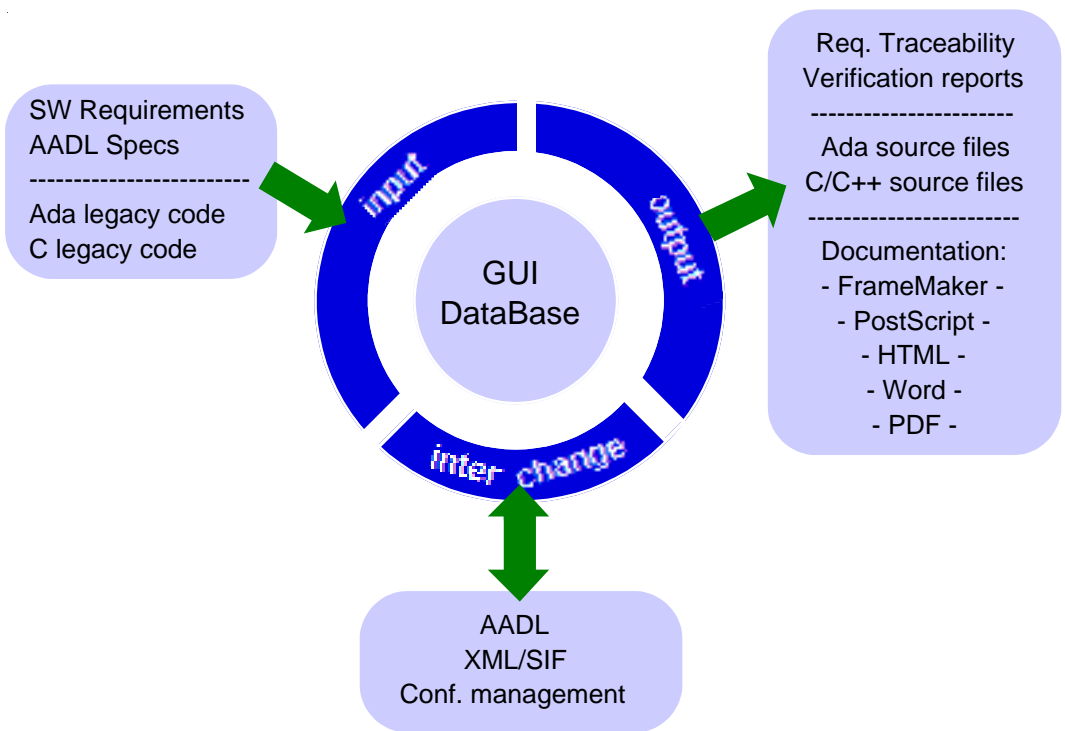 SW Requirements
AADL Specs
-------------------------
Ada legacy code
C legacy code
input
GUI
DataBase
output
inter change
Req. Traceability
Verification reports
-----------------------
Ada source files
C/C++ source files
------------------------
Documentation:
- FrameMaker -
- PostScript -
- HTML -
- Word -
- PDF -
AADL
XML/SIF
Conf. management